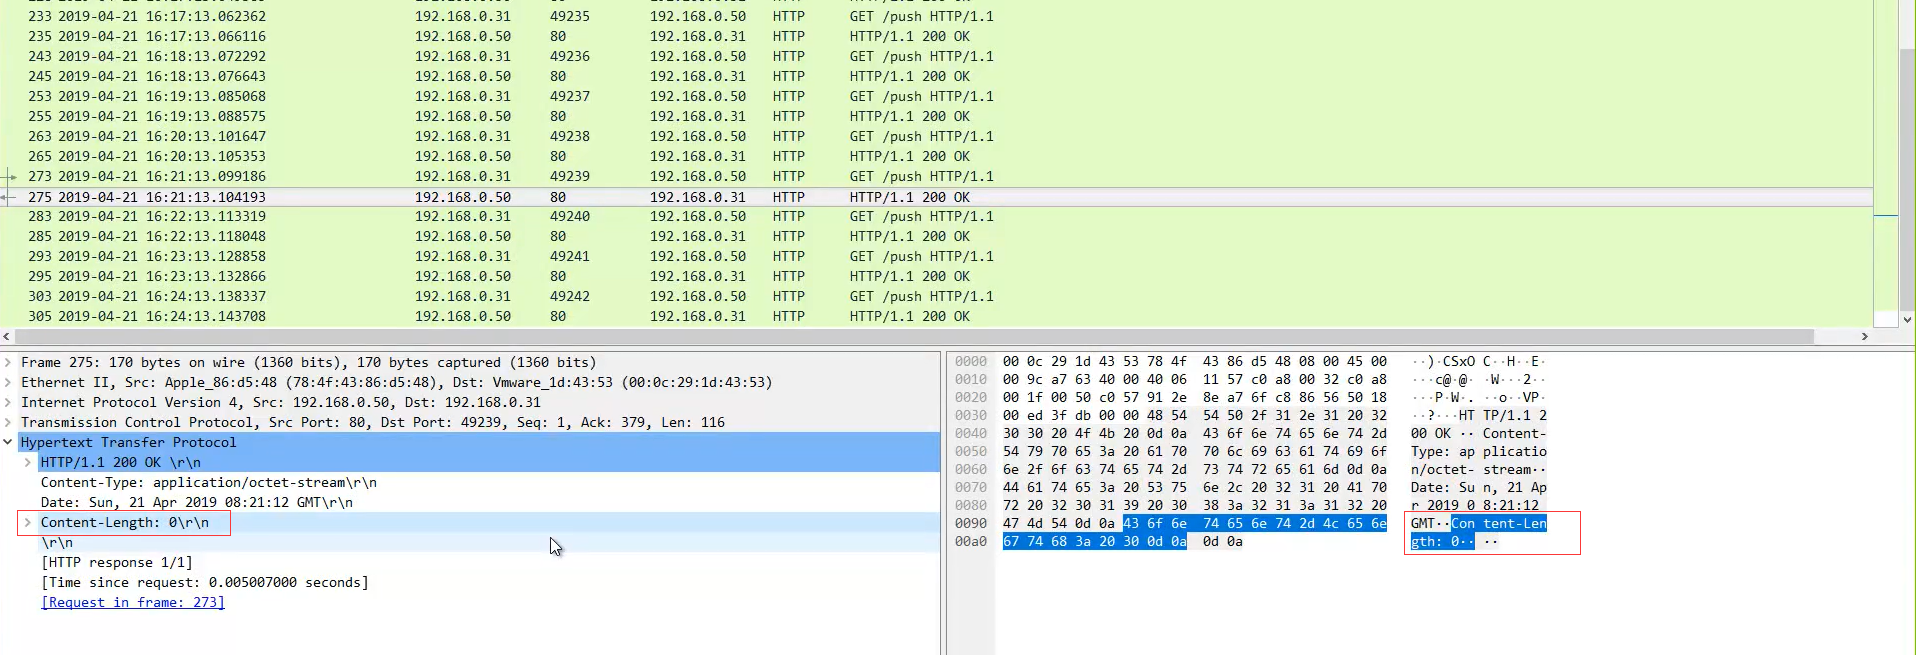 233 2019-04-21 16:17:13.062362 192.168.0.31 49235 192.168.0.50 HTTP GET /push HTTP/1.1
235 2019-04-21 16:17:13.066116 192.168.0.50 80 192.168.0.31 HTTP HTTP/1.1 200 OK
243 2019-04-21 16:18:13.072292 192.168.0.31 49236 192.168.0.50 HTTP GET /push HTTP/1.1
245 2019-04-21 16:18:13.076643 192.168.0.50 80 192.168.0.31 HTTP HTTP/1.1 200 OK
253 2019-04-21 16:19:13.085068 192.168.0.31 49237 192.168.0.50 HTTP GET /push HTTP/1.1
255 2019-04-21 16:19:13.088575 192.168.0.50 80 192.168.0.31 HTTP HTTP/1.1 200 OK
263 2019-04-21 16:20:13.101647 192.168.0.31 49238 192.168.0.50 HTTP GET /push HTTP/1.1
265 2019-04-21 16:20:13.105353 192.168.0.50 80 192.168.0.31 HTTP HTTP/1.1 200 OK
273 2019-04-21 16:21:13.099186 192.168.0.31 49239 192.168.0.50 HTTP GET /push HTTP/1.1
275 2019-04-21 16:21:13.104193 192.168.0.50 80 192.168.0.31 HTTP HTTP/1.1 200 OK
283 2019-04-21 16:22:13.113319 192.168.0.31 49240 192.168.0.50 HTTP GET /push HTTP/1.1
285 2019-04-21 16:22:13.118048 192.168.0.50 80 192.168.0.31 HTTP HTTP/1.1 200 OK
293 2019-04-21 16:23:13.128858 192.168.0.31 49241 192.168.0.50 HTTP GET /push HTTP/1.1
295 2019-04-21 16:23:13.132866 192.168.0.50 80 192.168.0.31 HTTP HTTP/1.1 200 OK
303 2019-04-21 16:24:13.138337 192.168.0.31 49242 192.168.0.50 HTTP GET /push HTTP/1.1
305 2019-04-21 16:24:13.143708 192.168.0.50 80 192.168.0.31 HTTP HTTP/1.1 200 OK
Frame 275: 170 bytes on wire (1360 bits), 170 bytes captured (1360 bits)
Ethernet II, Src: Apple_86:d5:48 (78:4f:43:86:d5:48), Dst: Vmware_1d:43:53 (00:0c:29:1d:43:53)
Internet Protocol Version 4, Src: 192.168.0.50, Dst: 192.168.0.31
Transmission Control Protocol, Src Port: 80, Dst Port: 49239, Seq: 1, Ack: 379, Len: 116
Hypertext Transfer Protocol
HTTP/1.1 200 OK \r\n
Content-Type: application/octet-stream\r\n
Date: Sun, 21 Apr 2019 08:21:12 GMT\r\n
Content-Length: 0\r\n
\r\n
[HTTP response 1/1]
[Time since request: 0.005007000 seconds]
[Request in frame: 273]
0000 00 0c 29 1d 43 53 78 4f 43 86 d5 48 08 00 45 00 ··)·CSxO C··H··E·
0010 00 9c a7 63 40 00 40 06 11 57 c0 a8 00 32 c0 a8 ···c@·@· ·W···2··
0020 00 1f 00 50 c0 57 91 2e 8e a7 6f c8 86 56 50 18 ···P·W·. ··o··VP·
0030 00 ed 3f db 00 00 48 54 54 50 2f 31 2e 31 20 32 ··?···HT TP/1.1 2
0040 30 30 20 4f 4b 20 0d 0a 43 6f 6e 74 65 6e 74 2d 00 OK ·· Content-
0050 54 79 70 65 3a 20 61 70 70 6c 69 63 61 74 69 6f Type: ap plicatio
0060 6e 2f 6f 63 74 65 74 2d 73 74 72 65 61 6d 0d 0a n/octet- stream··
0070 44 61 74 65 3a 20 53 75 6e 2c 20 32 31 20 41 70 Date: Su n, 21 Ap
0080 72 20 32 30 31 39 20 30 38 3a 32 31 3a 31 32 20 r 2019 0 8:21:12
0090 47 4d 54 0d 0a 43 6f 6e 74 65 6e 74 2d 4c 65 6e GMT··Con tent-Len
00a0 67 74 68 3a 20 30 0d 0a 0d 0a gth: 0·· ··